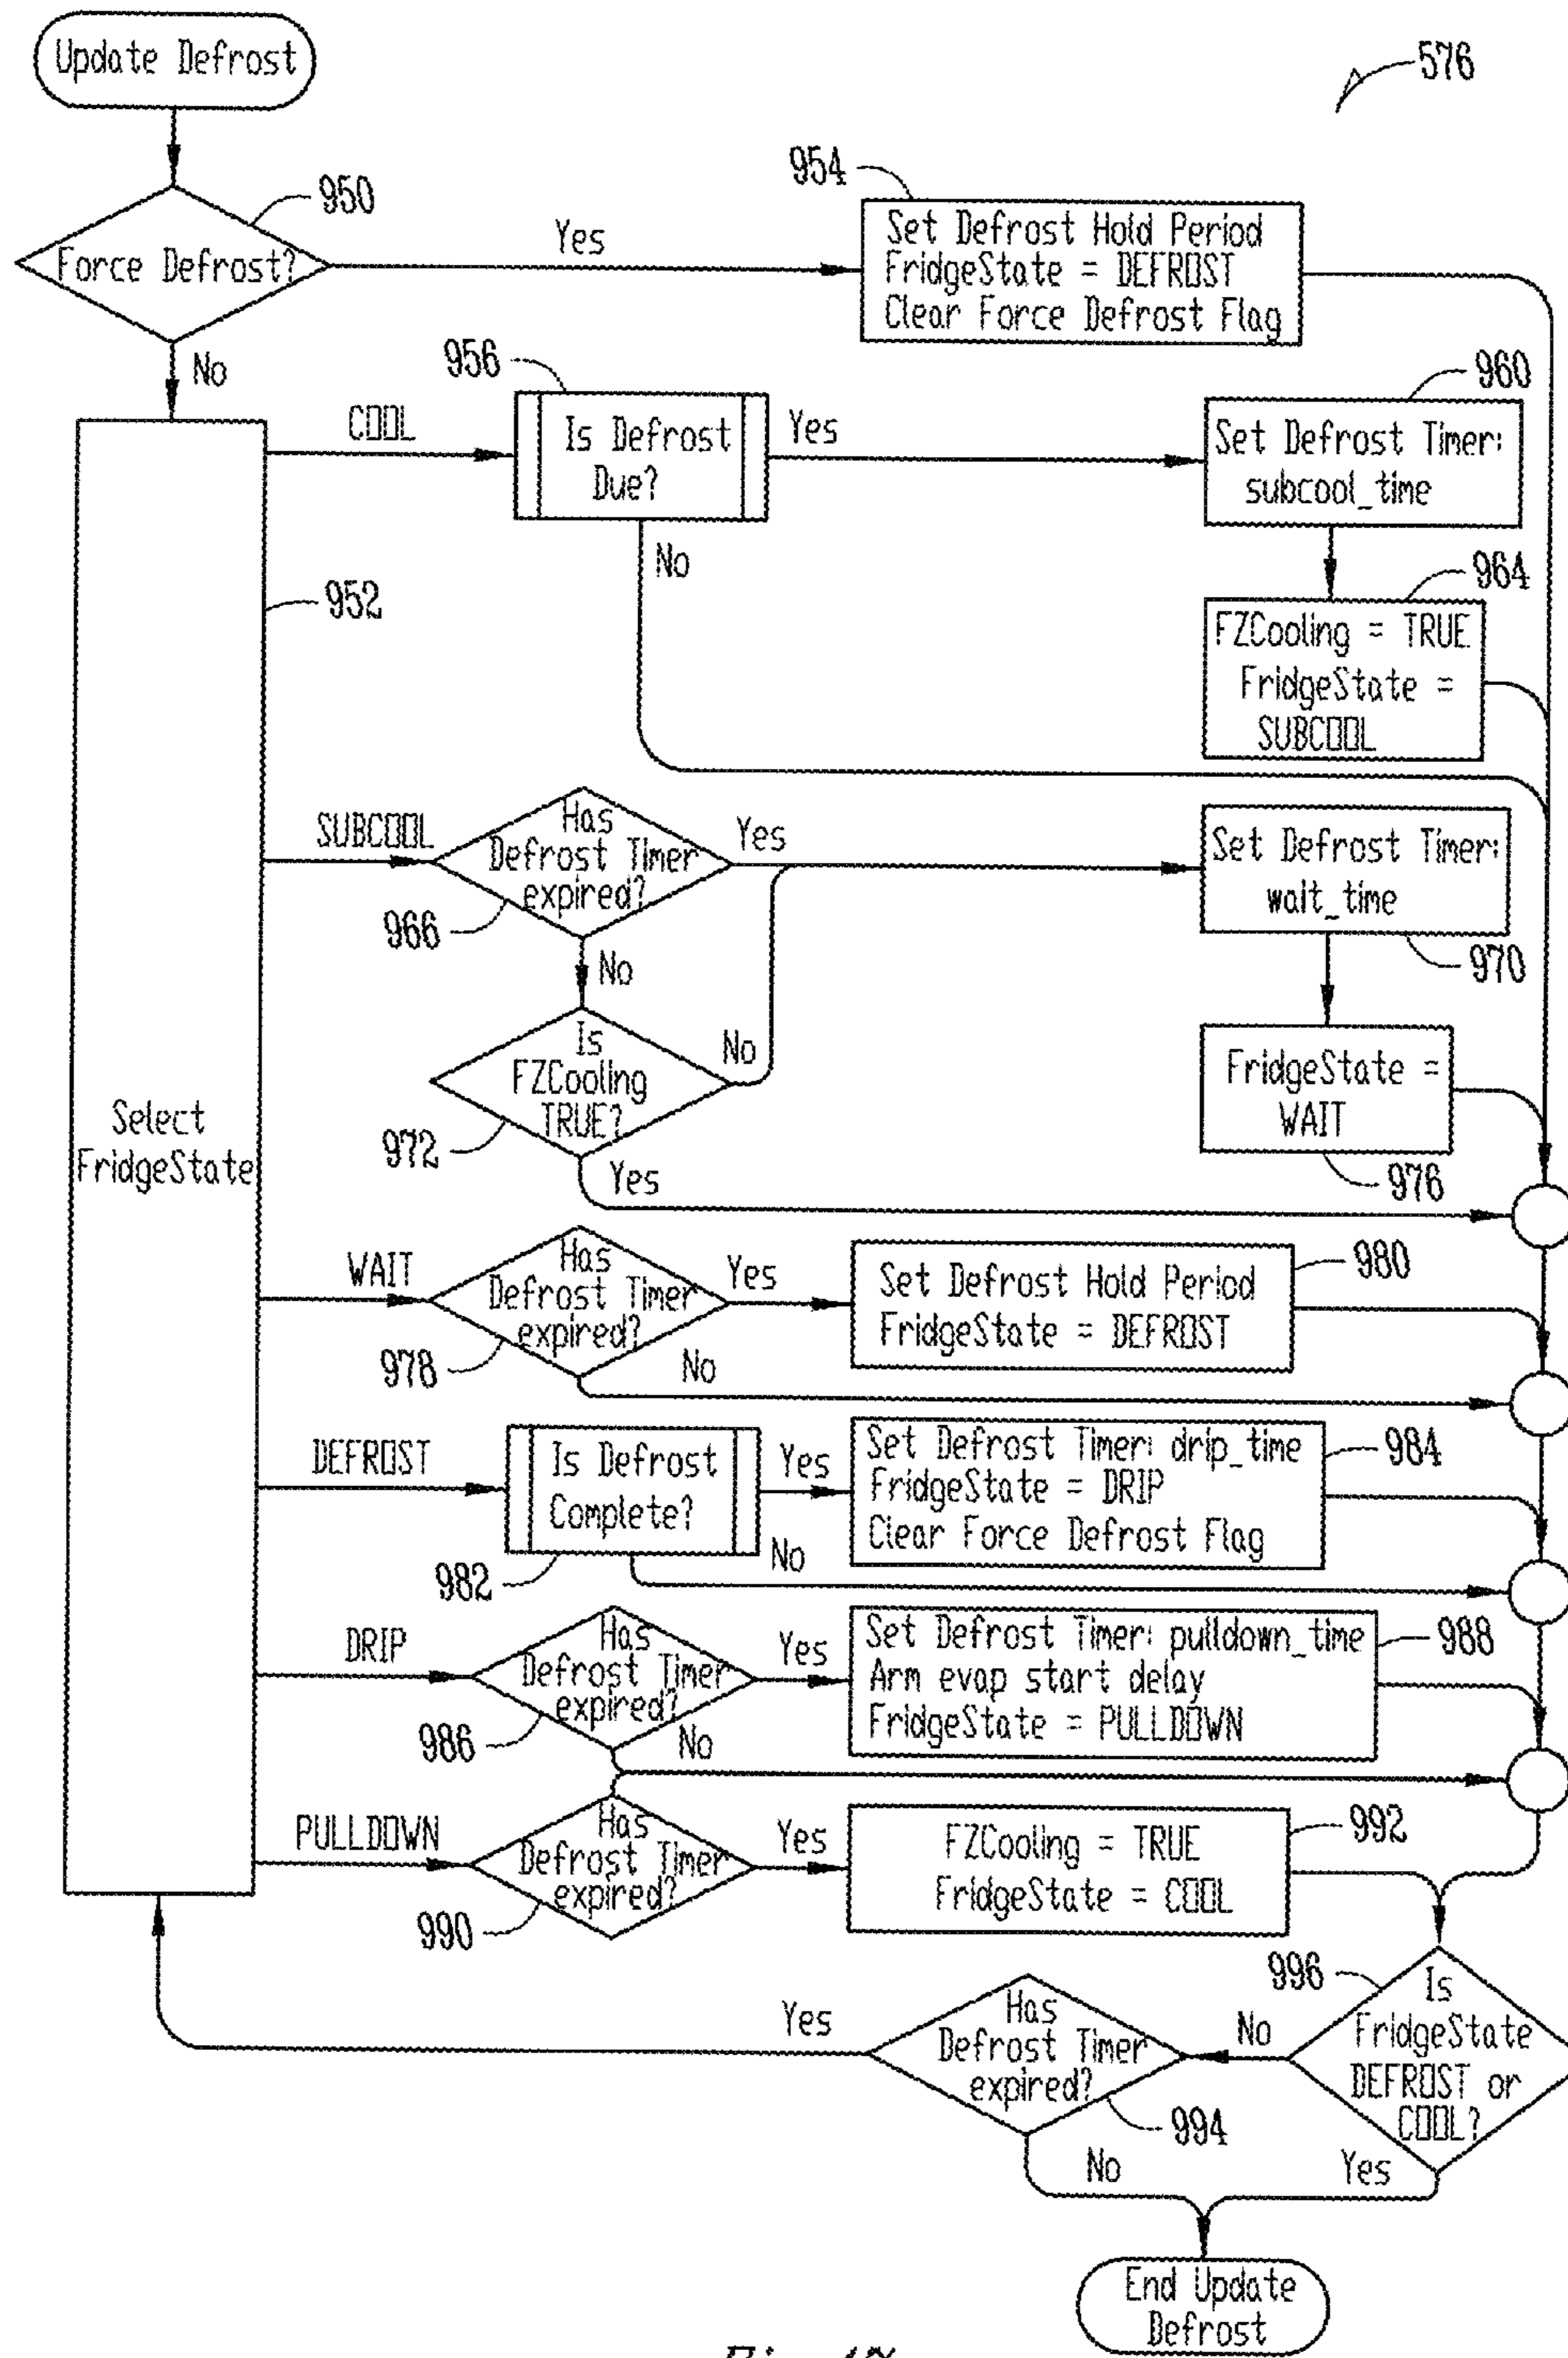 Update Defrost
576
950
Force Defrost?
Yes
954
Set Defrost Hold Period
FridgeState = DEFROST
Clear Force Defrost Flag
No
956
COOL
Is Defrost
Due?
Yes
960
Set Defrost Timer:
subcool_time
No
952
964
FZCooling = TRUE
FridgeState =
SUBCOOL
SUBCOOL
Has
Defrost Timer
expired?
Yes
966
Set Defrost Timer:
wait_time
970
No
Is
FZCooling
TRUE?
No
972
Yes
FridgeState =
WAIT
976
Select
FridgeState
WAIT
Has
Defrost Timer
expired?
Yes
978
No
Set Defrost Hold Period
FridgeState = DEFROST
980
DEFROST
Is Defrost
Complete?
Yes
982
No
Set Defrost Timer: drip_time
FridgeState = DRIP
Clear Force Defrost Flag
984
DRIP
Has
Defrost Timer
expired?
Yes
986
No
Set Defrost Timer: pulldown_time
Arm evap start delay
FridgeState = PULLDOWN
988
PULLDOWN
Has
Defrost Timer
expired?
Yes
990
FZCooling = TRUE
FridgeState = COOL
992
996
Is
FridgeState
DEFROST or
COOL?
No
Yes
Has
Defrost Timer
expired?
Yes
994
No
End Update
Defrost